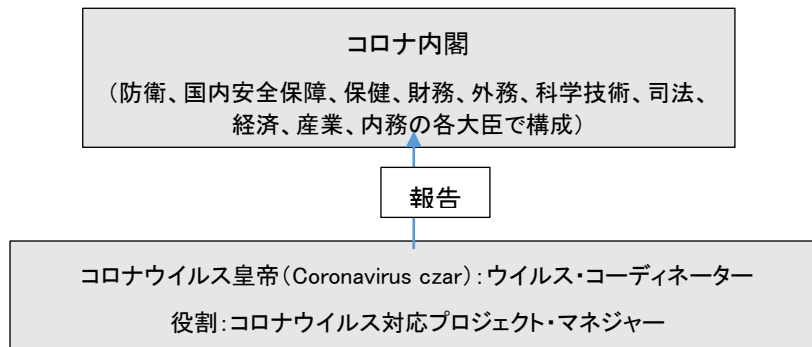 コロナ内閣
（防衛、国内安全保障、保健、財務、外務、科学技術、司法、
経済、産業、内務の各大臣で構成）
報告
コロナウイルス皇帝（Coronavirus czar）：ウイルス・コーディネーター
役割：コロナウイルス対応プロジェクト・マネジャー